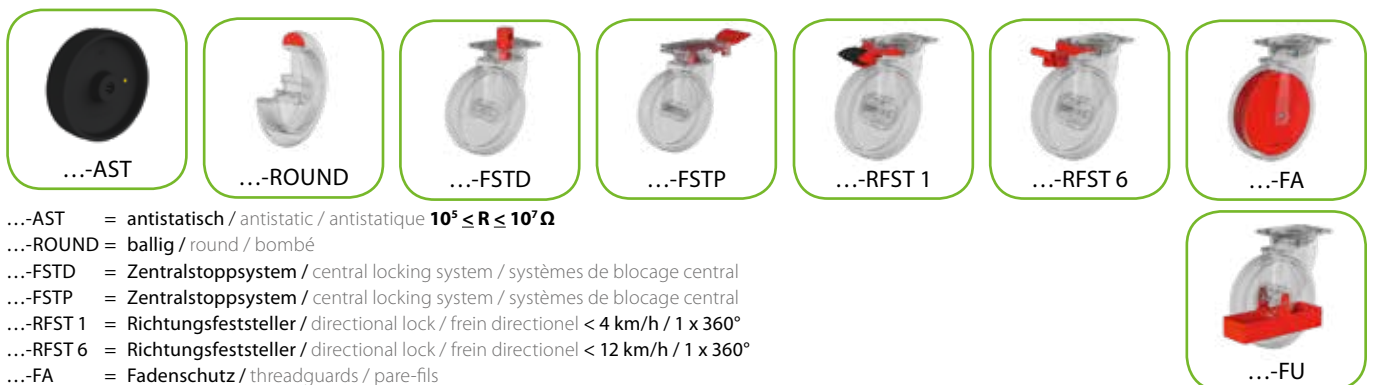 …-AST
…-ROUND
…-FSTD
…-FSTP
…-RFST 1
…-RFST 6
…-FA
…-AST = antistatisch / antistatic / antistatique 10⁵ ≤ R ≤ 10⁷ Ω
…-ROUND = ballig / round / bombé
…-FSTD = Zentralstoppsystem / central locking system / systèmes de blocage central
…-FSTP = Zentralstoppsystem / central locking system / systèmes de blocage central
…-RFST 1 = Richtungsfeststeller / directional lock / frein directionel < 4 km/h / 1 x 360°
…-RFST 6 = Richtungsfeststeller / directional lock / frein directionel < 12 km/h / 1 x 360°
…-FA = Fadenschutz / threadguards / pare-fils
…-FU